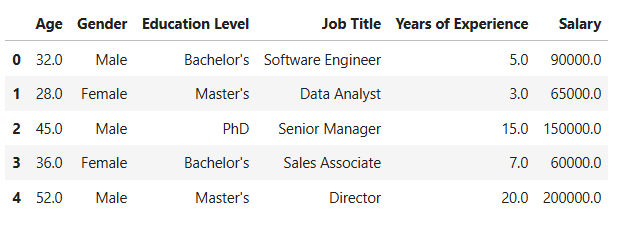 Age Gender Education Level Job Title Years of Experience Salary
0 32.0 Male Bachelor's Software Engineer 5.0 90000.0
1 28.0 Female Master's Data Analyst 3.0 65000.0
2 45.0 Male PhD Senior Manager 15.0 150000.0
3 36.0 Female Bachelor's Sales Associate 7.0 60000.0
4 52.0 Male Master's Director 20.0 200000.0